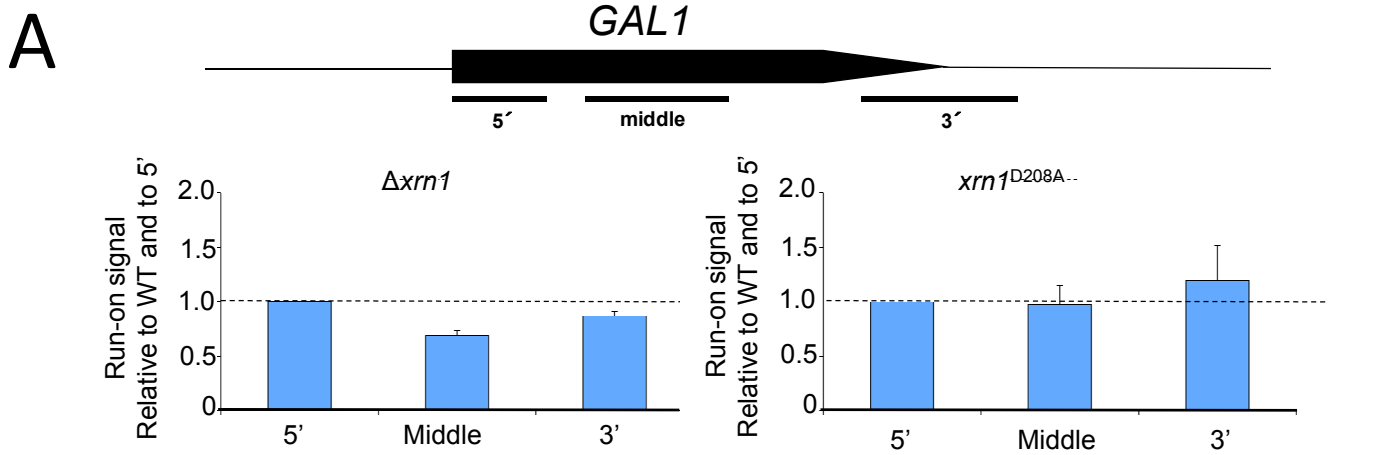 A
GAL1
5´
middle
3´
Δxrn1
Run-on signal
Relative to WT and to 5’
2.0
1.5
1.0
0.5
0
5’
Middle
3’
xrn1D208A
Run-on signal
Relative to WT and to 5’
2.0
1.5
1.0
0.5
0
5’
Middle
3’